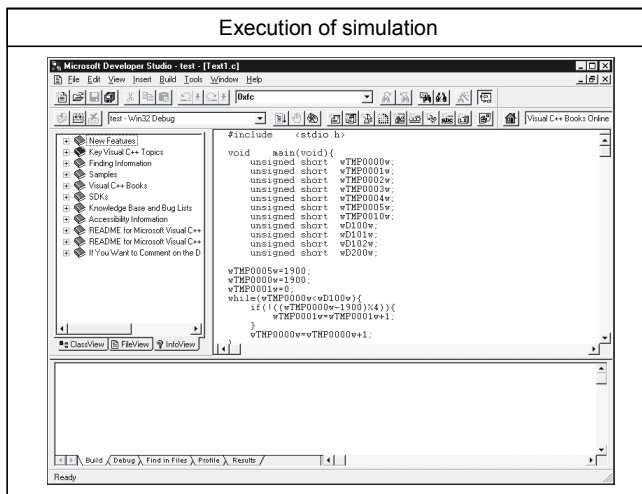 Execution of simulation
Microsoft Developer Studio - test - [Text1.c]
File Edit View Insert Build Tools Window Help
0xfc
test - Win32 Debug
Visual C++ Books Online
New Features
Key Visual C++ Topics
Finding Information
Samples
Visual C++ Books
SDKs
Knowledge Base and Bug Lists
Accessibility Information
README for Microsoft Visual C++
README for Microsoft Visual C++
If You Want to Comment on the D
ClassView FileView InfoView
#include <stdio.h>
void main(void){
unsigned short wTMP0000w;
unsigned short wTMP0001w;
unsigned short wTMP0002w;
unsigned short wTMP0003w;
unsigned short wTMP0004w;
unsigned short wTMP0005w;
unsigned short wTMP0010w;
unsigned short wD100w;
unsigned short wD101w;
unsigned short wD102w;
unsigned short wD200w;
wTMP0005w=1900;
wTMP0000w=1900;
wTMP0001w=0;
while(wTMP0000w<wD100w){
if(!((wTMP0000w-1900)%4)){
wTMP0001w=wTMP0001w+1;
}
wTMP0000w=wTMP0000w+1;
}
Build Debug Find in Files Profile Results
Ready